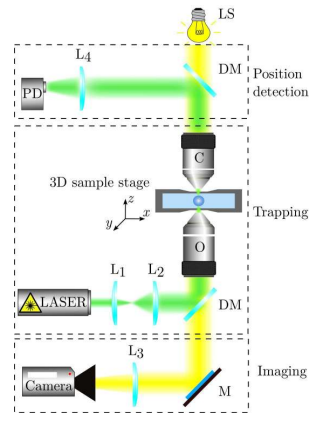 LS
L4
DM
Position
detection
PD
C
3D sample stage
z
x
y
Trapping
O
L1
L2
LASER
DM
L3
Imaging
Camera
M